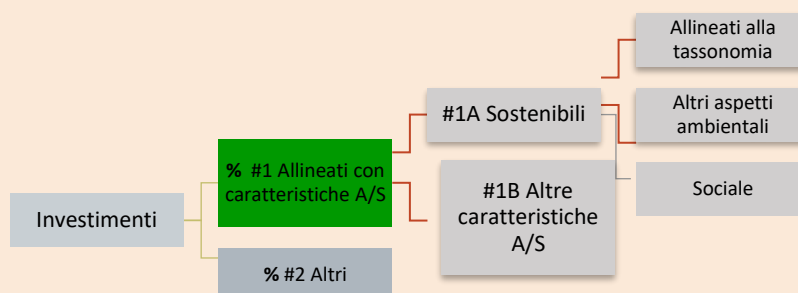 Investimenti
% #1 Allineati con
caratteristiche A/S
% #2 Altri
#1A Sostenibili
#1B Altre
caratteristiche
A/S
Allineati alla
tassonomia
Altri aspetti
ambientali
Sociale